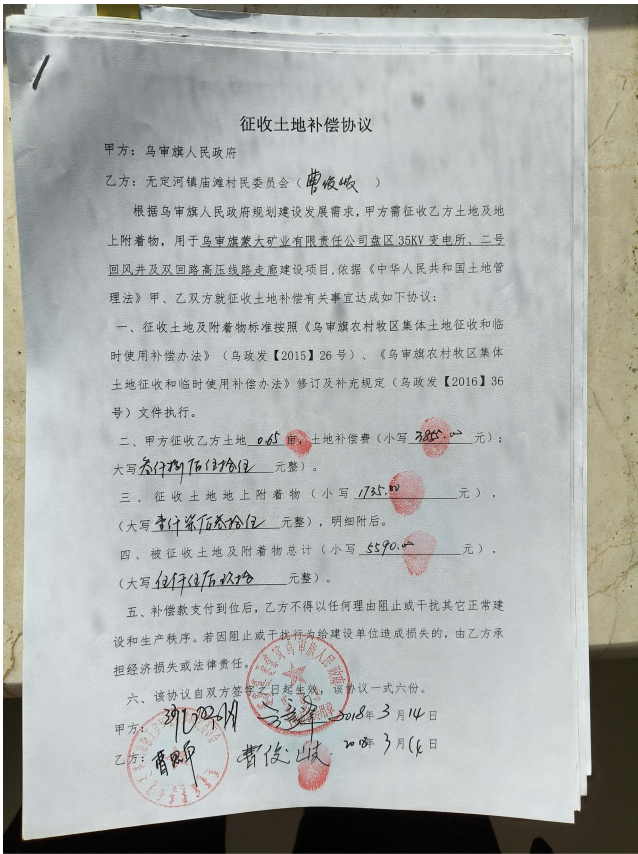 征收土地补偿协议
甲方：乌审旗人民政府
乙方：无定河镇庙滩村民委员会（曹俊岐）
根据乌审旗人民政府规划建设发展需求，甲方需征收乙方土地及地
上附着物，用于乌审旗蒙大矿业有限责任公司盘区35KV变电所、二号
回风井及双回路高压线路走廊建设项目,依据《中华人民共和国土地管
理法》甲、乙双方就征收土地补偿有关事宜达成如下协议：
一、征收土地及附着物标准按照《乌审旗农村牧区集体土地征收和临
时使用补偿办法》（乌政发【2015】26号）、《乌审旗农村牧区集体
土地征收和临时使用补偿办法》修订及补充规定（乌政发【2016】36
号）文件执行。
二、甲方征收乙方土地0.65亩，土地补偿费（小写3855.00元）；
大写叁仟捌佰伍拾伍元整）。
三、征收土地地上附着物（小写1735.00元），
（大写壹仟柒佰叁拾伍元整），明细附后。
四、被征收土地及附着物总计（小写5590.00元），
（大写伍仟伍佰玖拾元整）。
五、补偿款支付到位后，乙方不得以任何理由阻止或干扰其它正常建
设和生产秩序。若因阻止或干扰行为给建设单位造成损失的，由乙方承
担经济损失或法律责任。
六、该协议自双方签字之日起生效，该协议一式六份。
甲方：2018年3月14日
乙方：曹俊岐 2018年3月14日